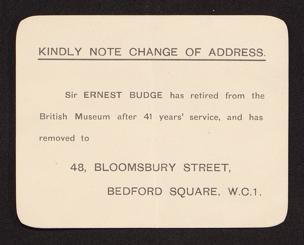 KINDLY NOTE CHANGE OF ADDRESS.
Sir ERNEST BUDGE has retired from the
British Museum after 41 years' service, and has
removed to
48, BLOOMSBURY STREET,
BEDFORD SQUARE, W.C.1.